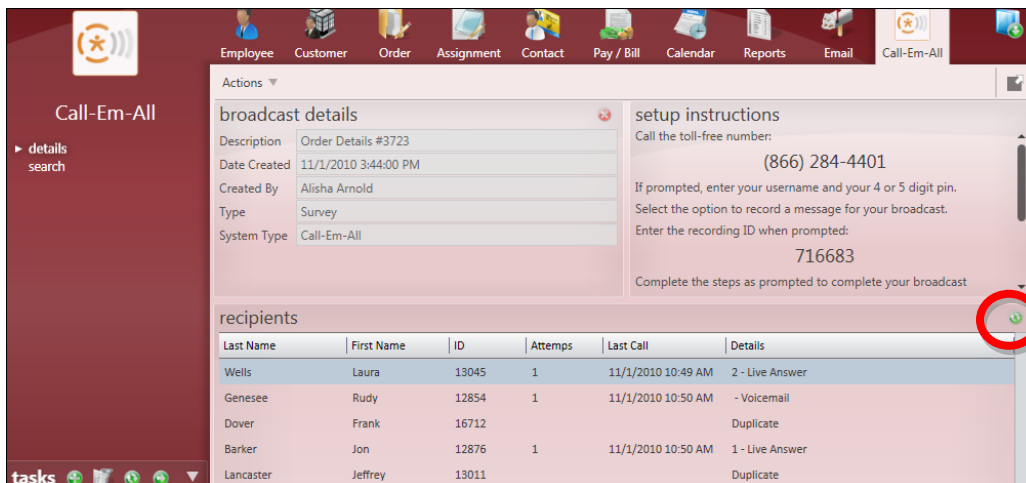 Employee Customer Order Assignment Contact Pay / Bill Calendar Reports Email Call-Em-All
Actions
Call-Em-All
details
search
broadcast details
Description Order Details #3723
Date Created 11/1/2010 3:44:00 PM
Created By Alisha Arnold
Type Survey
System Type Call-Em-All
setup instructions
Call the toll-free number:
(866) 284-4401
If prompted, enter your username and your 4 or 5 digit pin.
Select the option to record a message for your broadcast.
Enter the recording ID when prompted:
716683
Complete the steps as prompted to complete your broadcast
recipients
Last Name First Name ID Attemps Last Call Details
Wells Laura 13045 1 11/1/2010 10:49 AM 2 - Live Answer
Genesee Rudy 12854 1 11/1/2010 10:50 AM - Voicemail
Dover Frank 16712 Duplicate
Barker Jon 12876 1 11/1/2010 10:50 AM 1 - Live Answer
Lancaster Jeffrey 13011 Duplicate
tasks